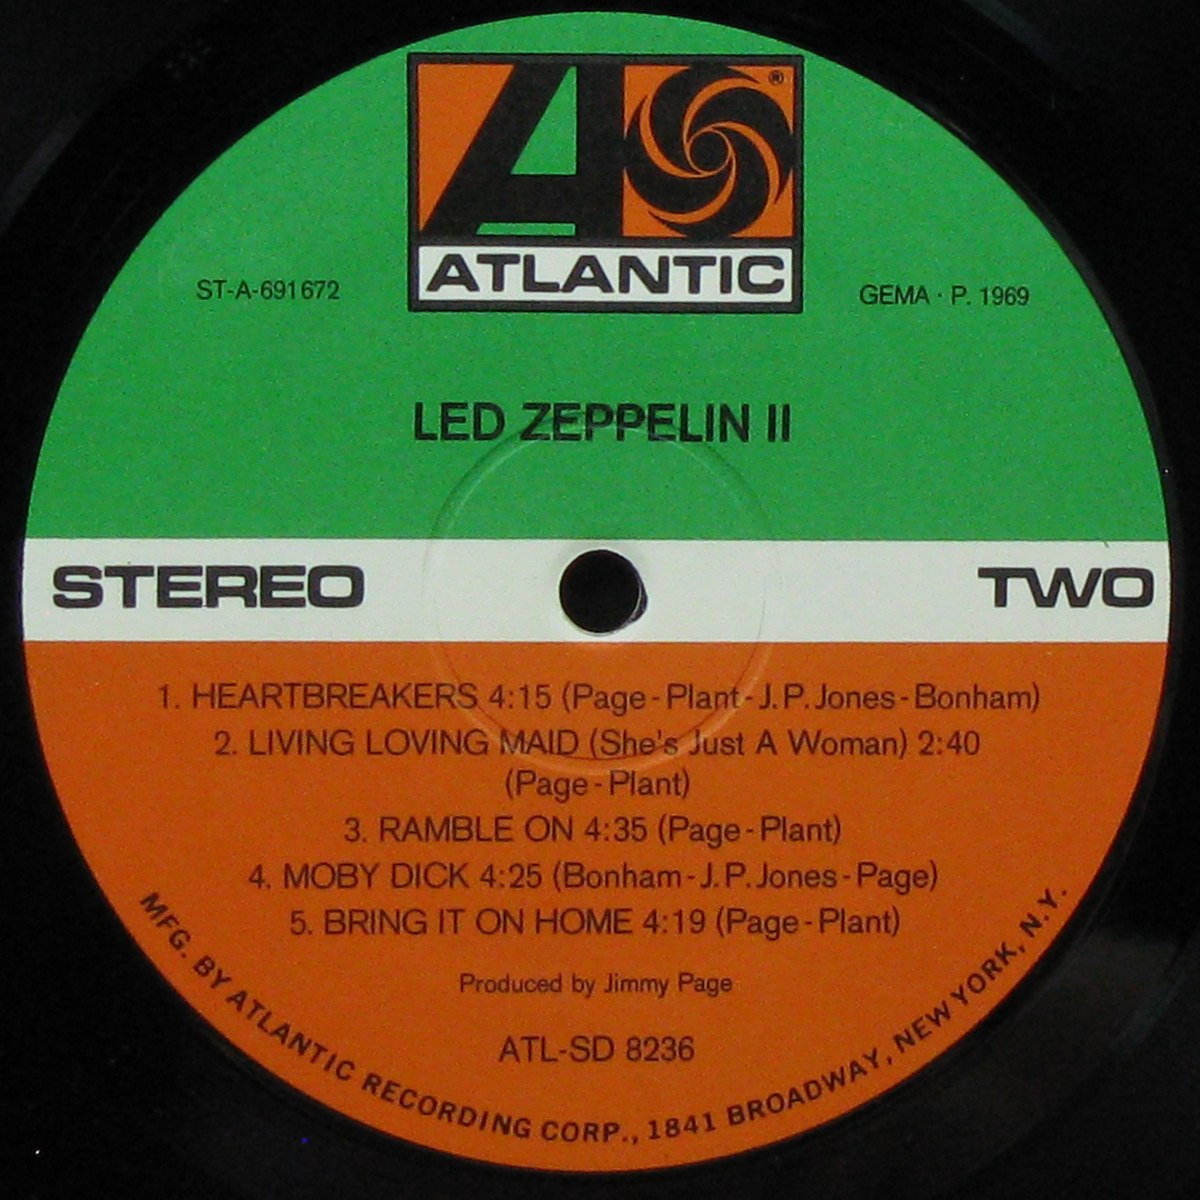 ®
ATLANTIC
ST-A-691672
GEMA · P. 1969
LED ZEPPELIN II
STEREO
TWO
1. HEARTBREAKERS 4:15 (Page-Plant-J.P. Jones-Bonham)
2. LIVING LOVING MAID (She's Just A Woman) 2:40
(Page-Plant)
3. RAMBLE ON 4:35 (Page-Plant)
4. MOBY DICK 4:25 (Bonham-J.P. Jones-Page)
5. BRING IT ON HOME 4:19 (Page-Plant)
Produced by Jimmy Page
ATL-SD 8236
MFG. BY ATLANTIC RECORDING CORP., 1841 BROADWAY, NEW YORK, N.Y.